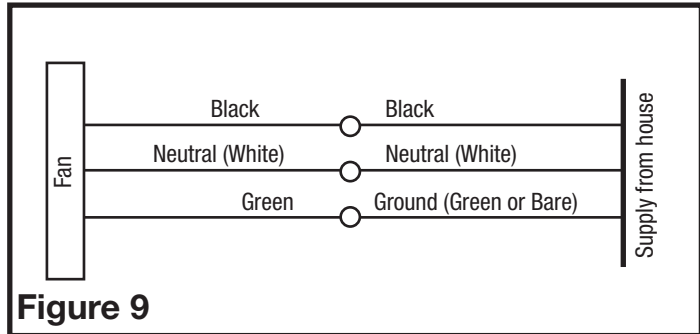 Black Black
Neutral (White) Neutral (White)
Green Ground (Green or Bare)
Fan
Supply from house
Figure 9